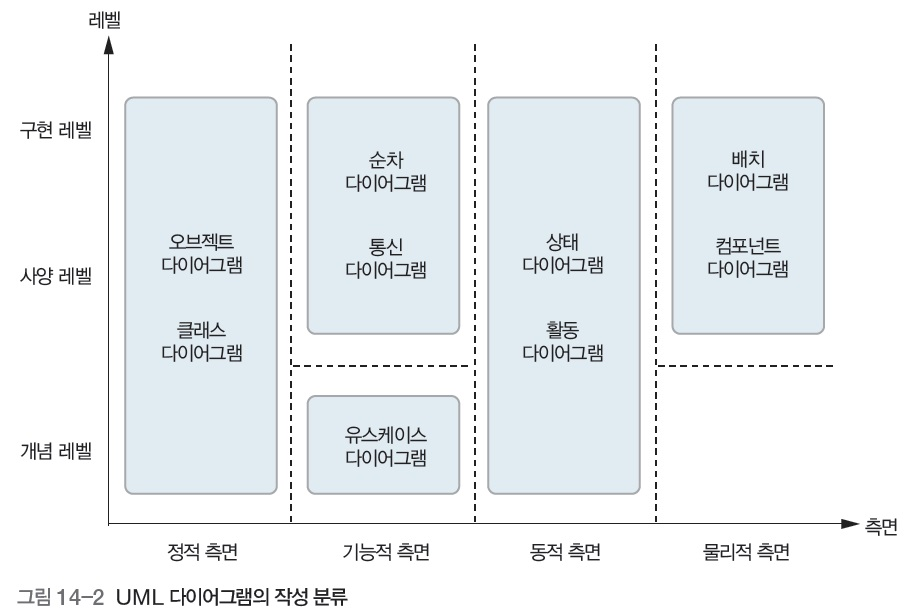 레벨
구현 레벨
사양 레벨
개념 레벨
오브젝트
다이어그램
클래스
다이어그램
순차
다이어그램
통신
다이어그램
유스케이스
다이어그램
상태
다이어그램
활동
다이어그램
배치
다이어그램
컴포넌트
다이어그램
측면
정적 측면
기능적 측면
동적 측면
물리적 측면
그림 14-2 UML 다이어그램의 작성 분류